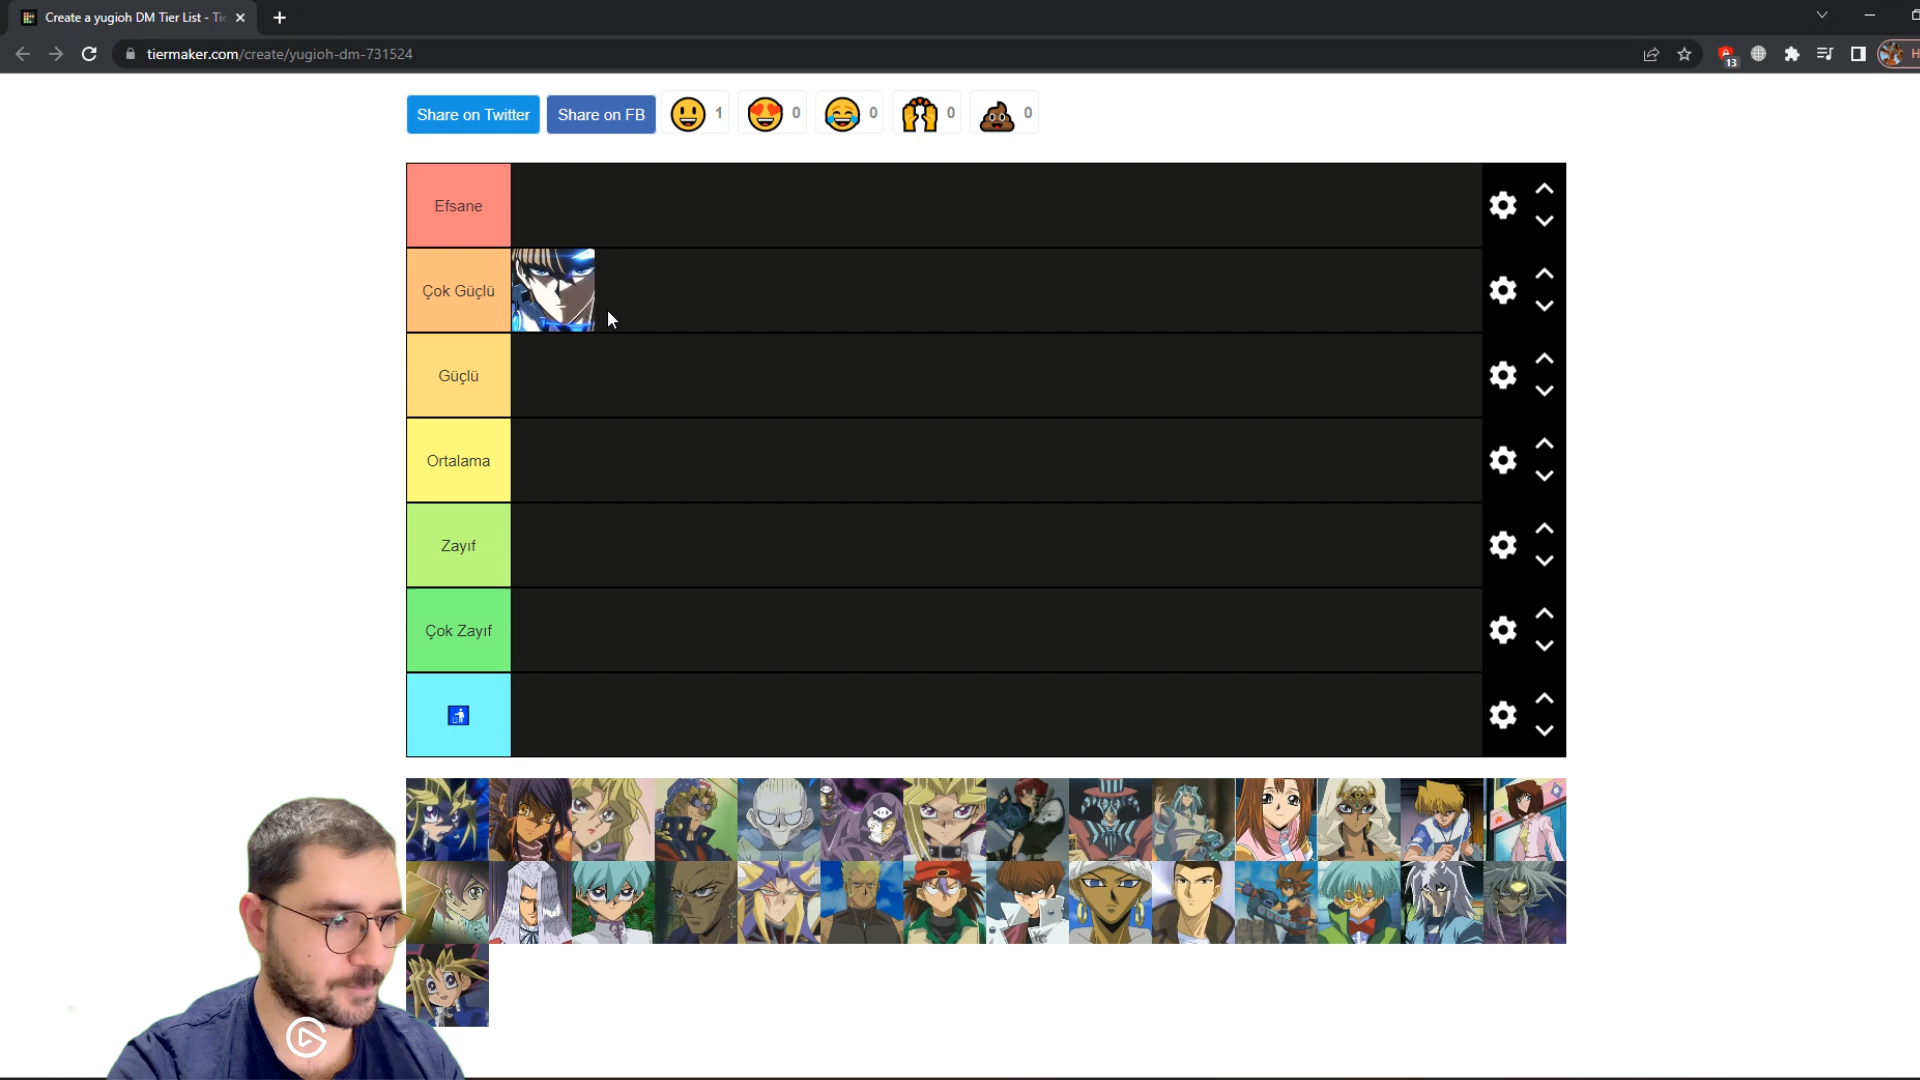 Create a yugioh DM Tier List - Ti
tiermaker.com/create/yugioh-dm-731524
13
H
Share on Twitter
Share on FB
1
0
0
0
0
Efsane
Çok Güçlü
Güçlü
Ortalama
Zayıf
Çok Zayıf